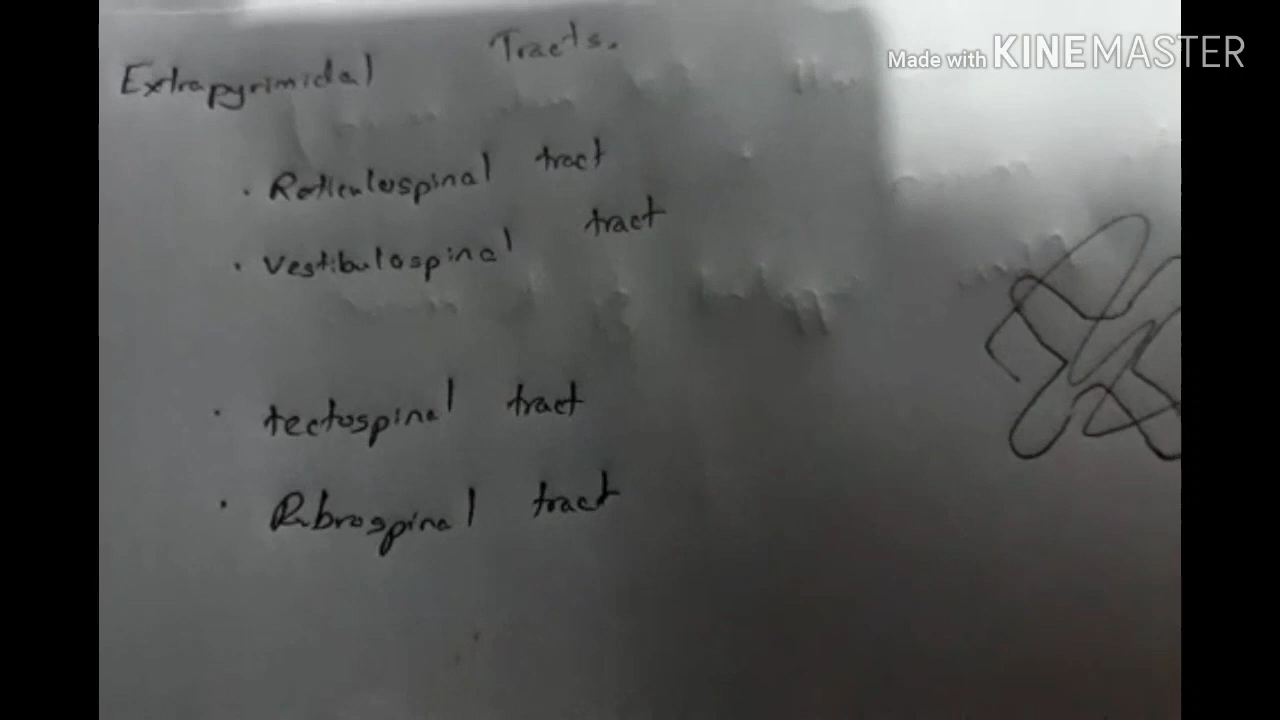 Made with KINEMASTER
Extrapyrimidal Tracts.
· Reticulospinal tract
· Vestibulospinal tract
· tectospinal tract
· Rubrospinal tract